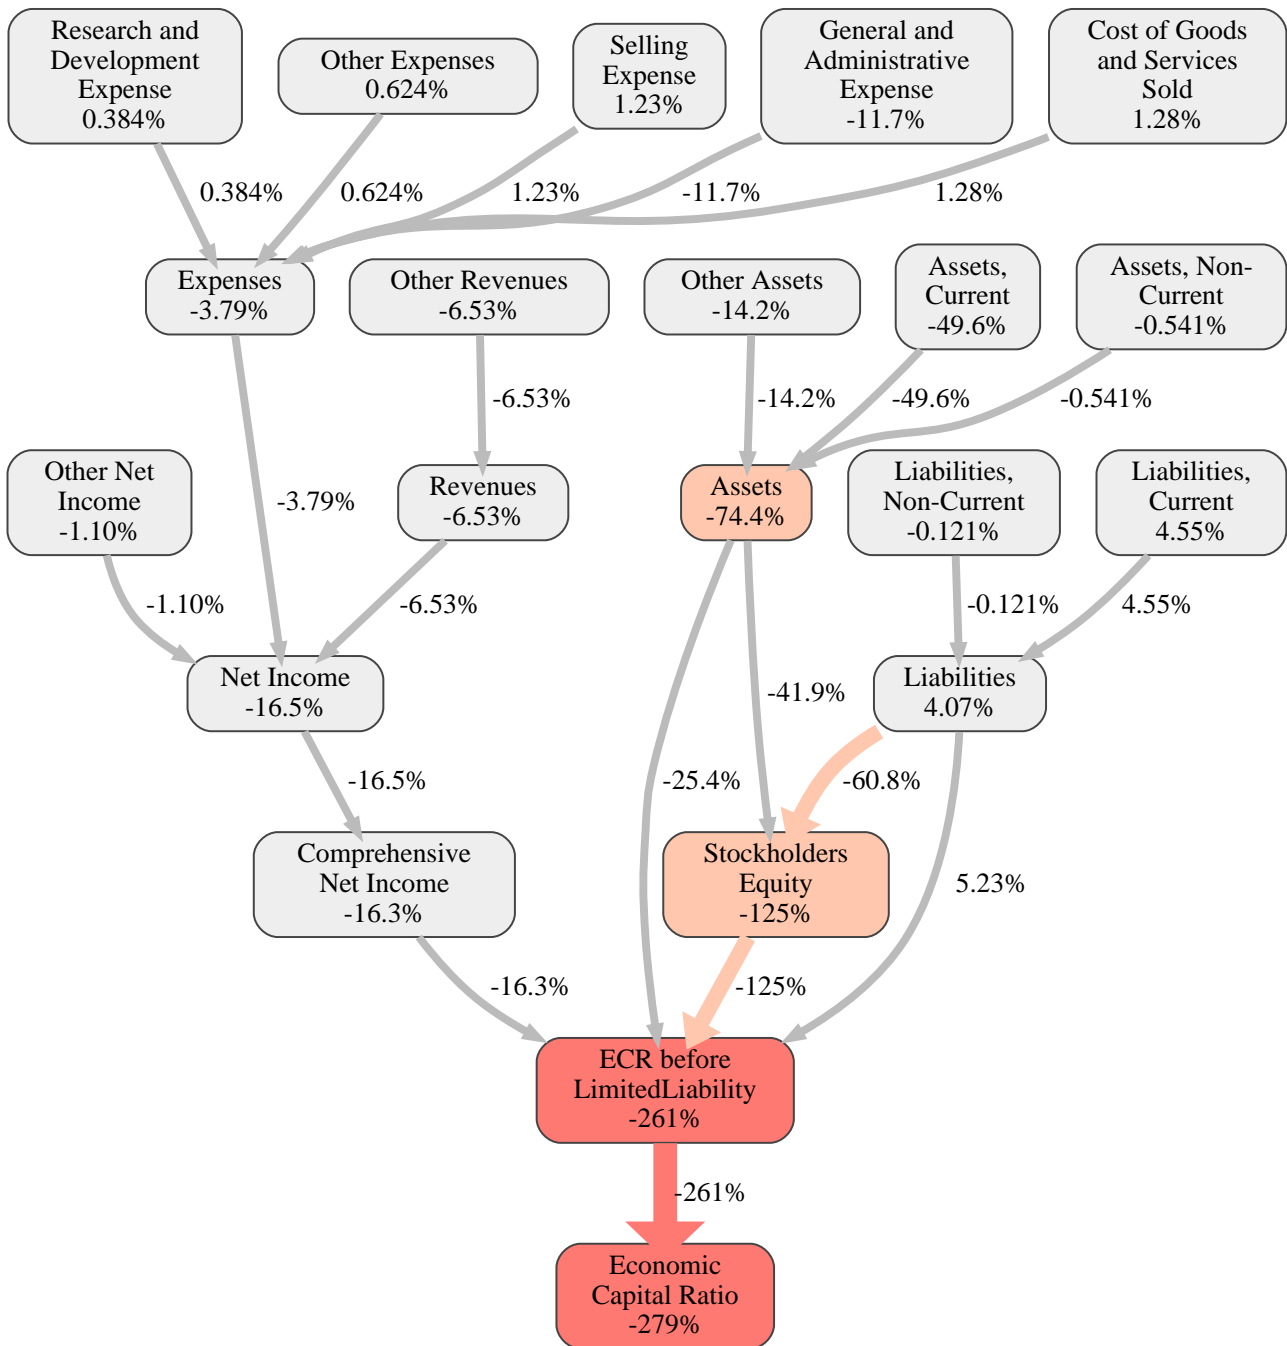 Research and
Development
Expense
0.384%
Other Expenses
0.624%
Selling
Expense
1.23%
General and
Administrative
Expense
-11.7%
Cost of Goods
and Services
Sold
1.28%
0.384%
0.624%
1.23%
-11.7%
1.28%
Expenses
-3.79%
Other Revenues
-6.53%
Other Assets
-14.2%
Assets,
Current
-49.6%
Assets, Non-
Current
-0.541%
-6.53%
-14.2%
-49.6%
-0.541%
Other Net
Income
-1.10%
-3.79%
Revenues
-6.53%
Assets
-74.4%
Liabilities,
Non-Current
-0.121%
Liabilities,
Current
4.55%
-1.10%
-6.53%
-0.121%
4.55%
Net Income
-16.5%
-41.9%
Liabilities
4.07%
-16.5%
-25.4%
-60.8%
Comprehensive
Net Income
-16.3%
Stockholders
Equity
-125%
5.23%
-16.3%
-125%
ECR before
LimitedLiability
-261%
-261%
Economic
Capital Ratio
-279%